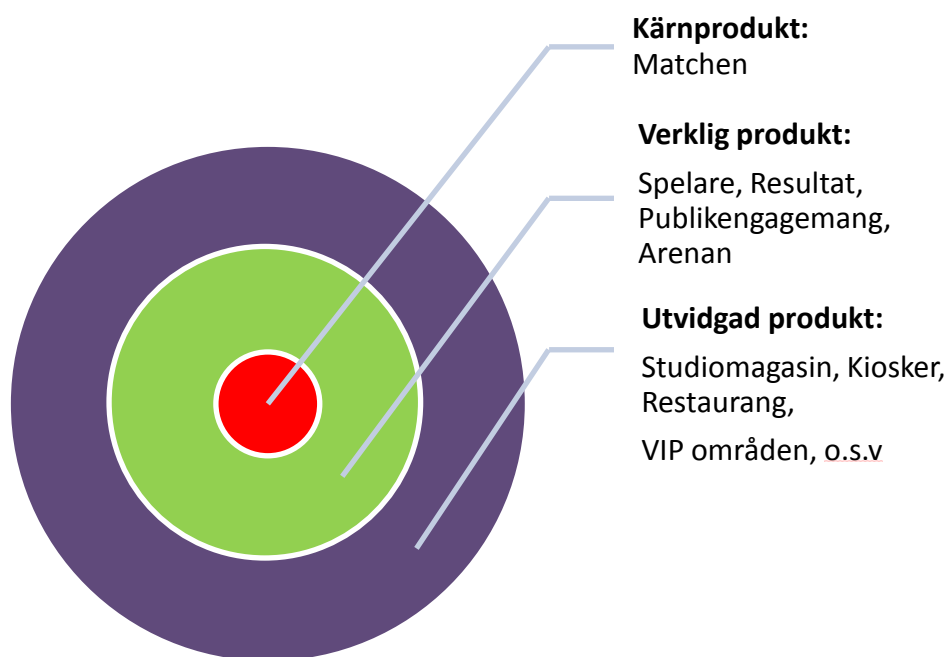 Kärnprodukt:
Matchen
Verklig produkt:
Spelare, Resultat,
Publikengagemang,
Arenan
Utvidgad produkt:
Studiomagasin, Kiosker,
Restaurang,
VIP områden, o.s.v